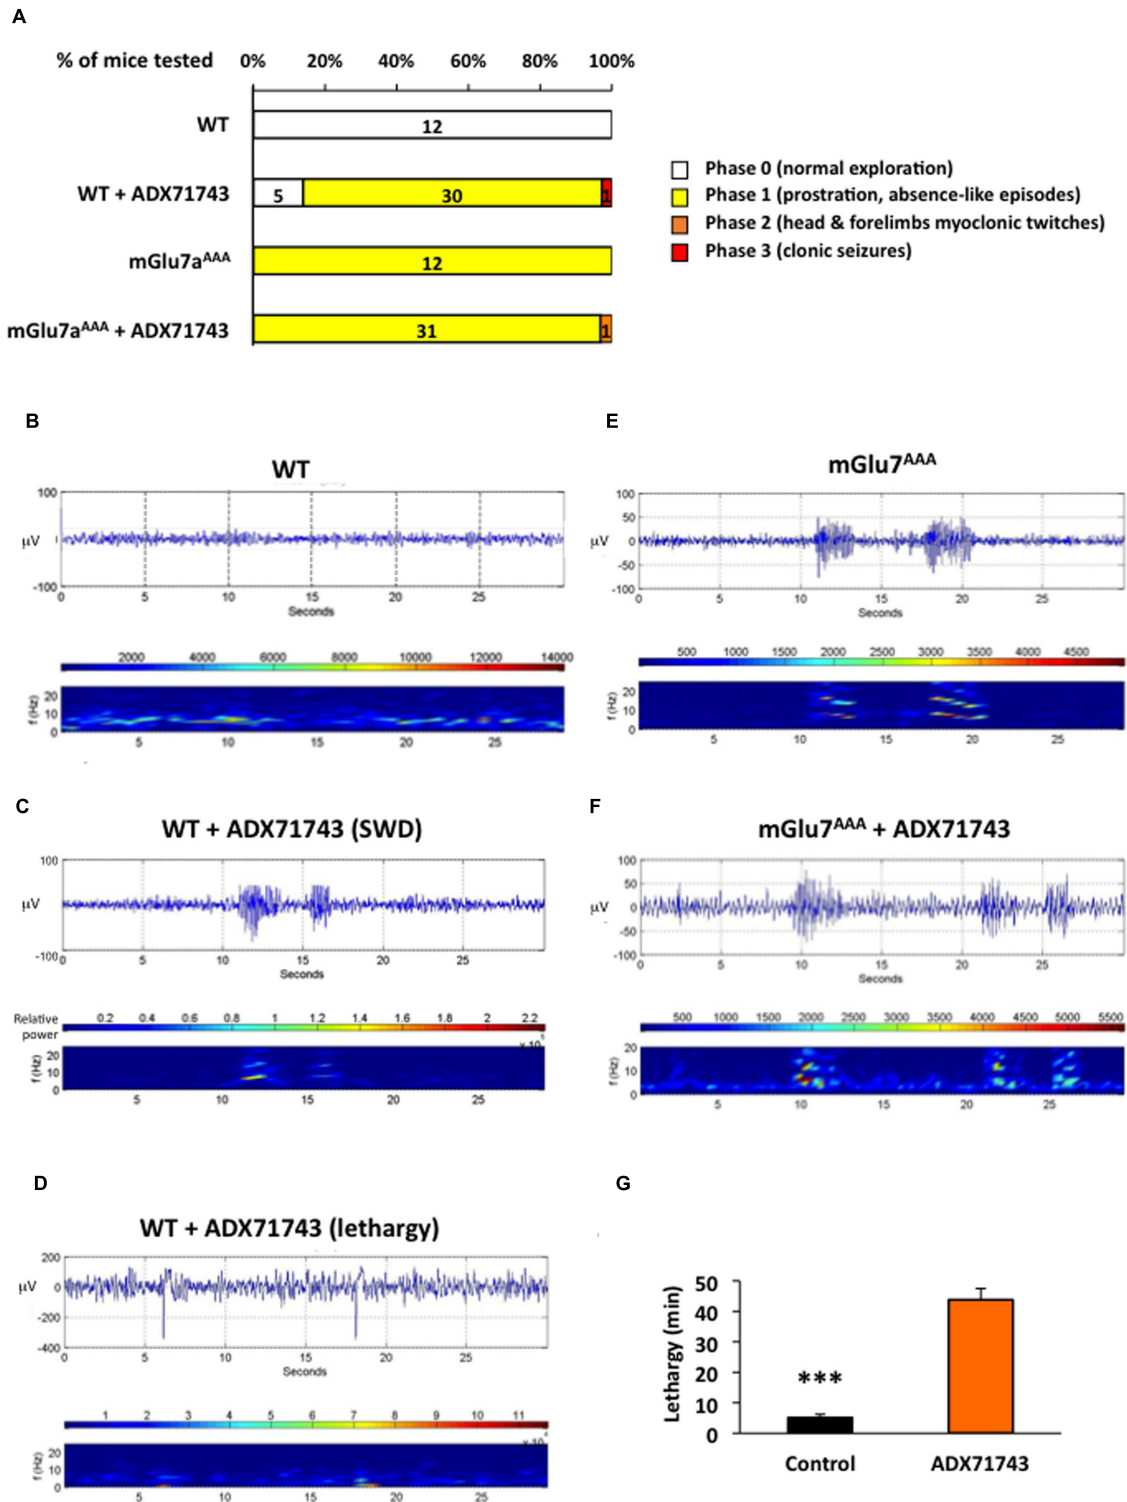 A
% of mice tested 0% 20% 40% 60% 80% 100%
WT 12
WT + ADX71743 5 30 1
mGlu7aAAA 12
mGlu7aAAA + ADX71743 31 1
Phase 0 (normal exploration)
Phase 1 (prostration, absence-like episodes)
Phase 2 (head & forelimbs myoclonic twitches)
Phase 3 (clonic seizures)
B
WT
100
µV
-100
0 5 10 15 20 25
Seconds
2000 4000 6000 8000 10000 12000 14000
20
10
0
f (Hz)
5 10 15 20 25
E
mGlu7AAA
100
50
µV 0
-50
-100
0 5 10 15 20 25
Seconds
500 1000 1500 2000 2500 3000 3500 4000 4500
20
10
0
f (Hz)
5 10 15 20 25
C
WT + ADX71743 (SWD)
100
µV
-100
0 5 10 15 20 25
Seconds
Relative power
0.2 0.4 0.6 0.8 1 1.2 1.4 1.6 1.8 2 2.2
20
10
0
f (Hz)
5 10 15 20 25
F
mGlu7AAA + ADX71743
100
50
µV 0
-50
-100
0 5 10 15 20 25
Seconds
500 1000 1500 2000 2500 3000 3500 4000 4500 5000 5500
20
10
0
f (Hz)
5 10 15 20 25
D
WT + ADX71743 (lethargy)
200
µV 0
-200
-400
0 5 10 15 20 25
Seconds
1 2 3 4 5 6 7 8 9 10 11
20
10
0
f (Hz)
5 10 15 20 25
G
50
40
30
20
10
0
Lethargy (min)
***
Control ADX71743